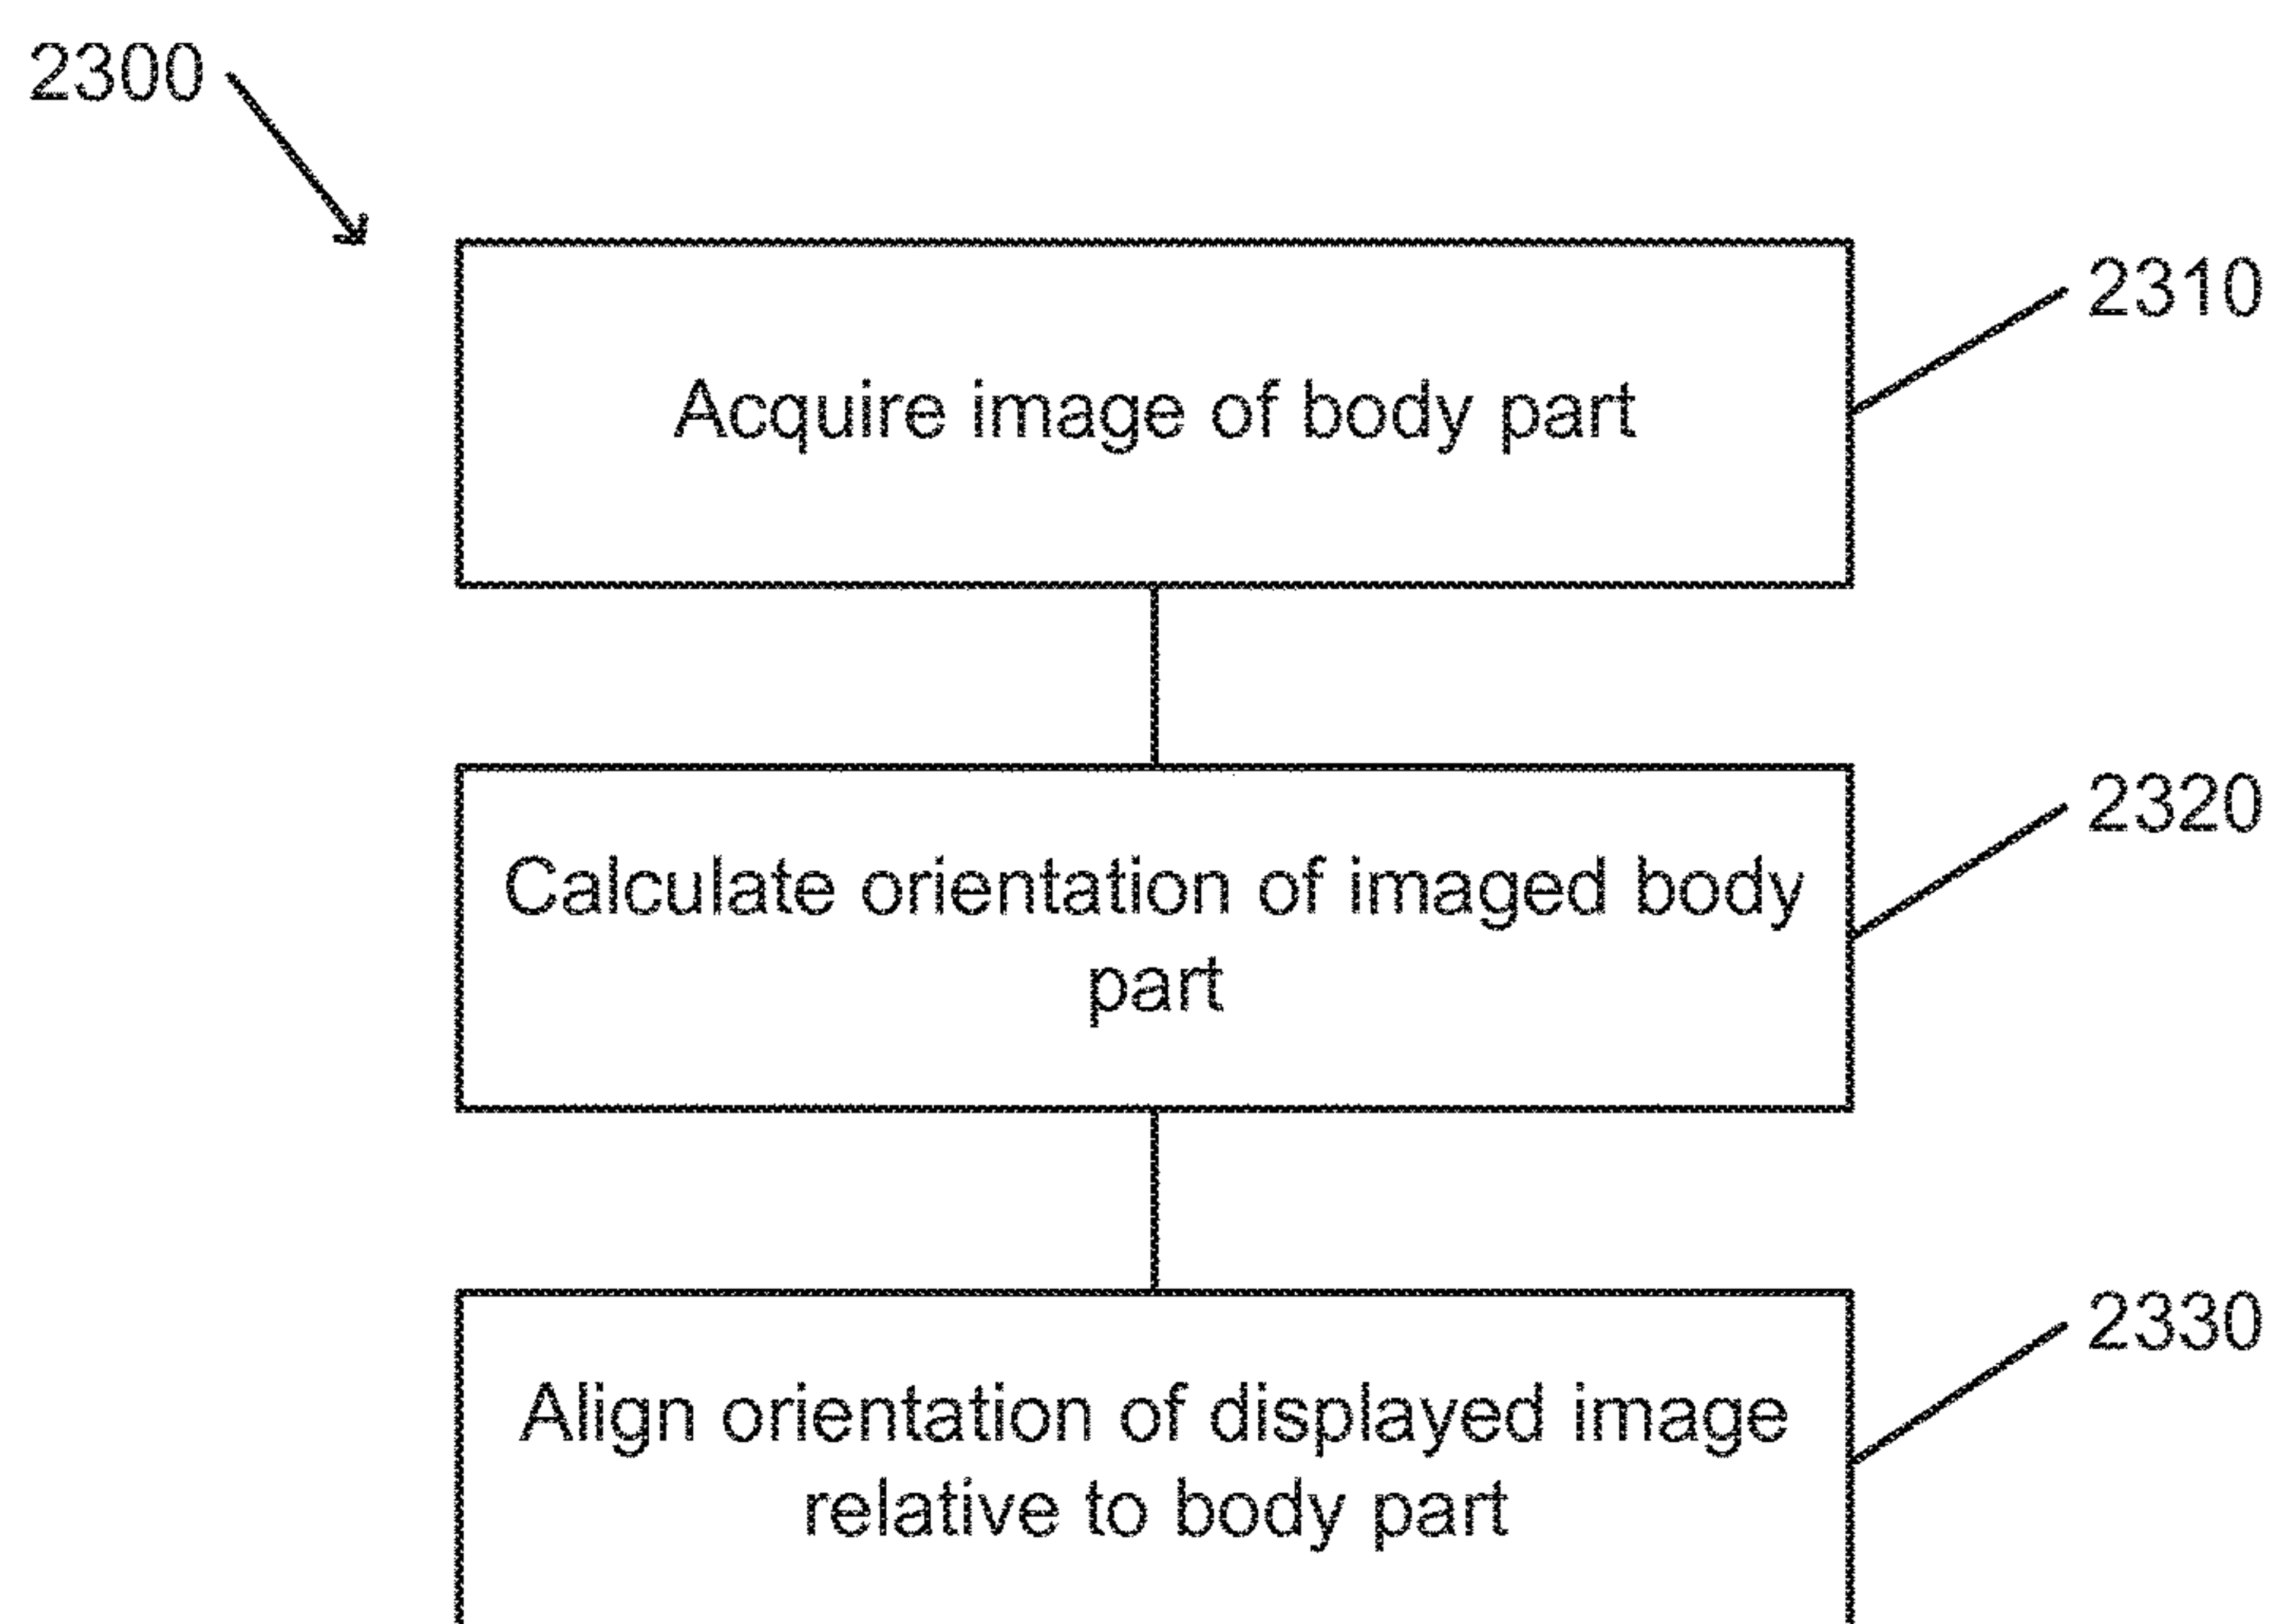 2300
2310
Acquire image of body part
2320
Calculate orientation of imaged body
part
2330
Align orientation of displayed image
relative to body part